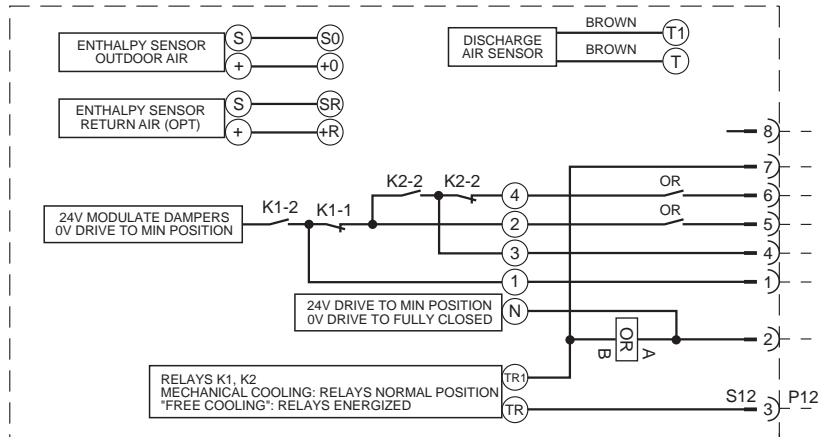 ENTHALPY SENSOR
OUTDOOR AIR
S
S0
+
+0
DISCHARGE
AIR SENSOR
BROWN
T1
BROWN
T
ENTHALPY SENSOR
RETURN AIR (OPT)
S
SR
+
+R
8
7
K2-2
K2-2
4
OR
6
24V MODULATE DAMPERS
0V DRIVE TO MIN POSITION
K1-2
K1-1
2
OR
5
3
4
1
1
24V DRIVE TO MIN POSITION
0V DRIVE TO FULLY CLOSED
N
B
OR
A
2
RELAYS K1, K2
MECHANICAL COOLING: RELAYS NORMAL POSITION
"FREE COOLING": RELAYS ENERGIZED
TR1
TR
S12
3
P12